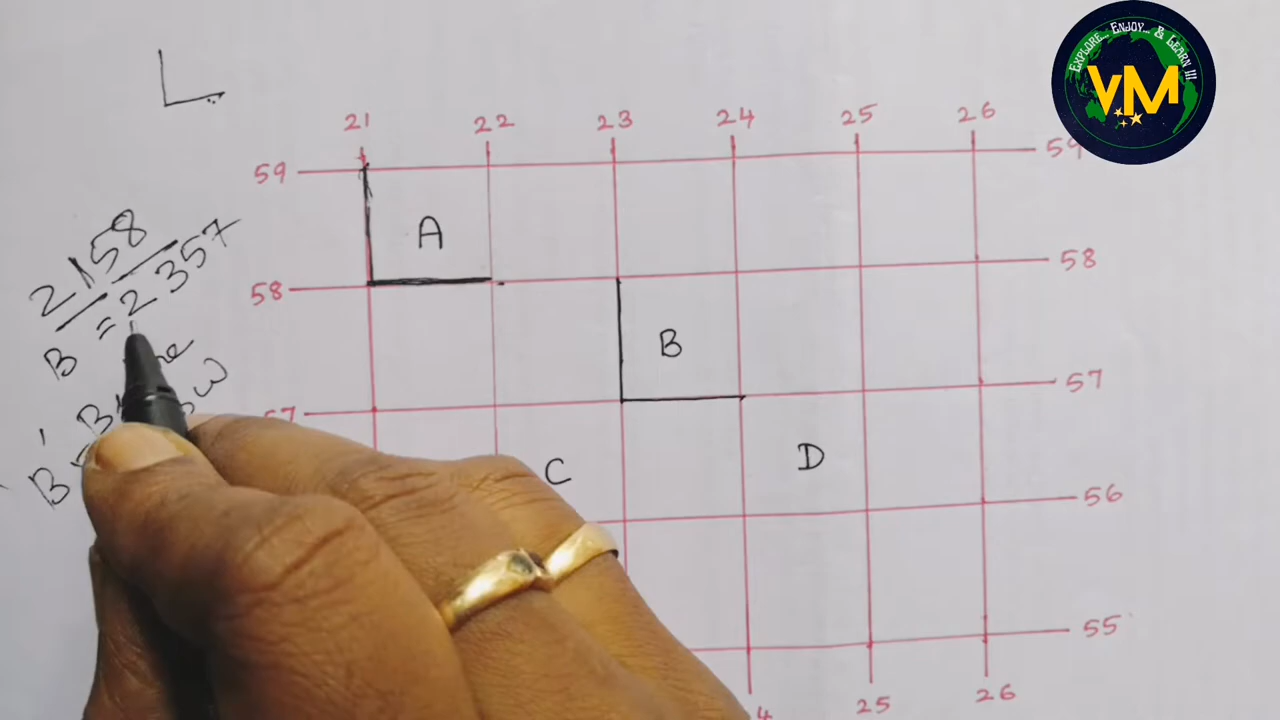 EXPLORE... ENJOY... & LEARN !!!
VM
21 22 23 24 25 26
59 59
A
2158
58 58
B = 2357
B
57 57
C D
56
B
55
25 26